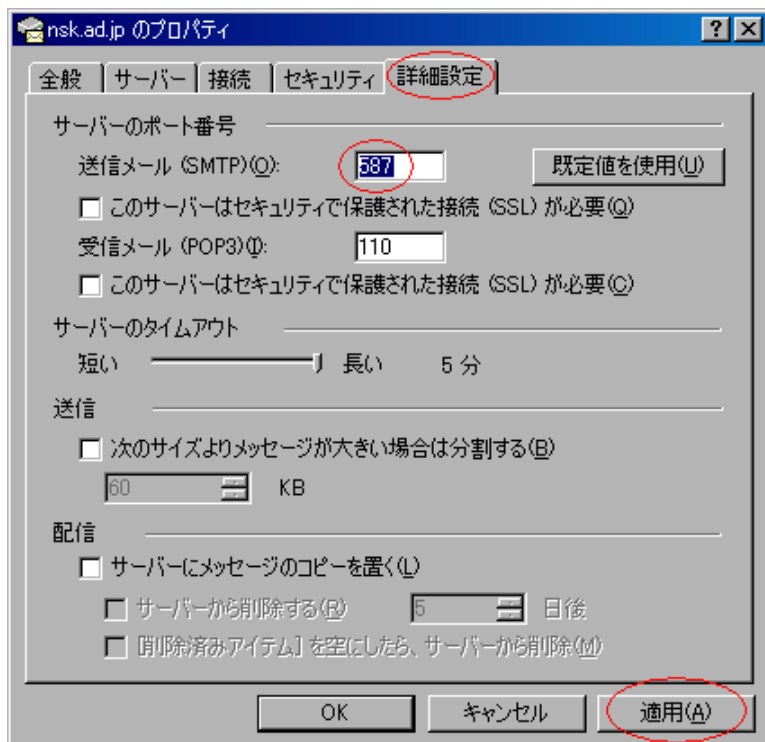 nsk.ad.jp のプロパティ
全般 サーバー 接続 セキュリティ 詳細設定
サーバーのポート番号
送信メール (SMTP)(O): 587 既定値を使用(U)
このサーバーはセキュリティで保護された接続 (SSL) が必要(Q)
受信メール (POP3)(I): 110
このサーバーはセキュリティで保護された接続 (SSL) が必要(C)
サーバーのタイムアウト
短い 長い 5 分
送信
次のサイズよりメッセージが大きい場合は分割する(B)
60 KB
配信
サーバーにメッセージのコピーを置く(L)
サーバーから削除する(R) 5 日後
[削除済みアイテム] を空にしたら、サーバーから削除(M)
OK キャンセル 適用(A)